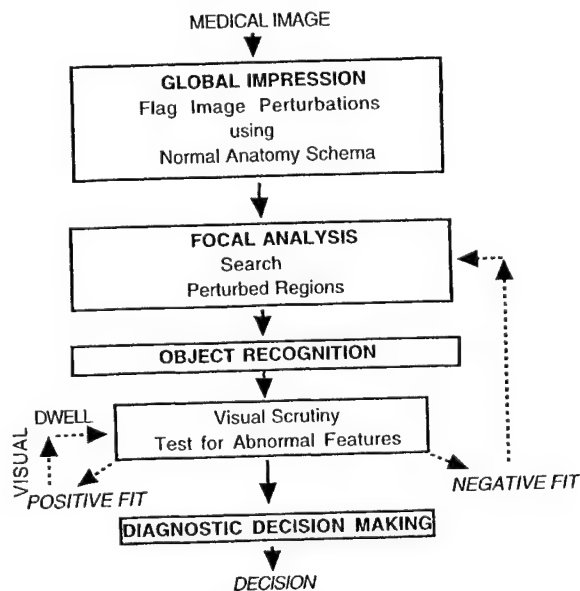 MEDICAL IMAGE
GLOBAL IMPRESSION
Flag Image Perturbations
using
Normal Anatomy Schema
FOCAL ANALYSIS
Search
Perturbed Regions
OBJECT RECOGNITION
Visual Scrutiny
Test for Abnormal Features
VISUAL
DWELL
POSITIVE FIT
NEGATIVE FIT
DIAGNOSTIC DECISION MAKING
DECISION